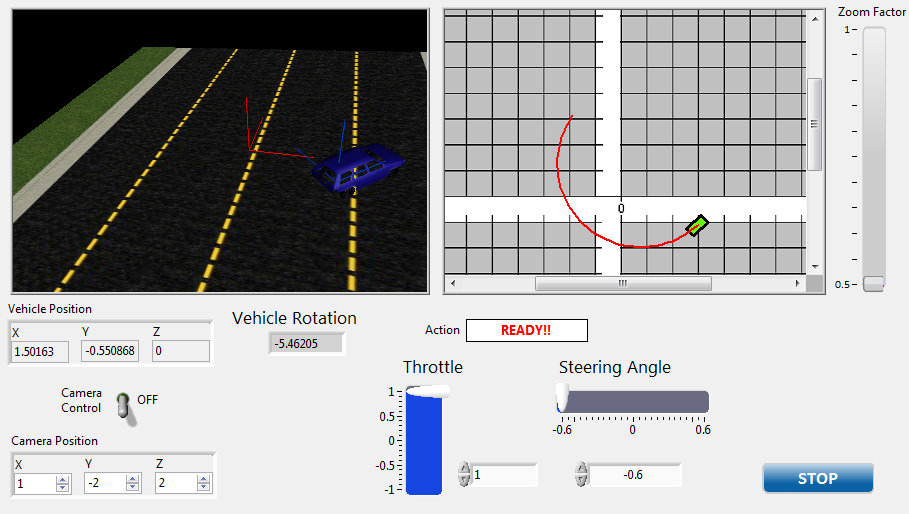 Zoom Factor
1
0.5
0
Vehicle Position
X Y Z
1.50163 -0.550868 0
Vehicle Rotation
-5.46205
Action READY!!
Camera
Control
OFF
Throttle
1
0.5
0
-0.5
-1
1
Steering Angle
-0.6 0 0.6
-0.6
Camera Position
X Y Z
1 -2 2
STOP